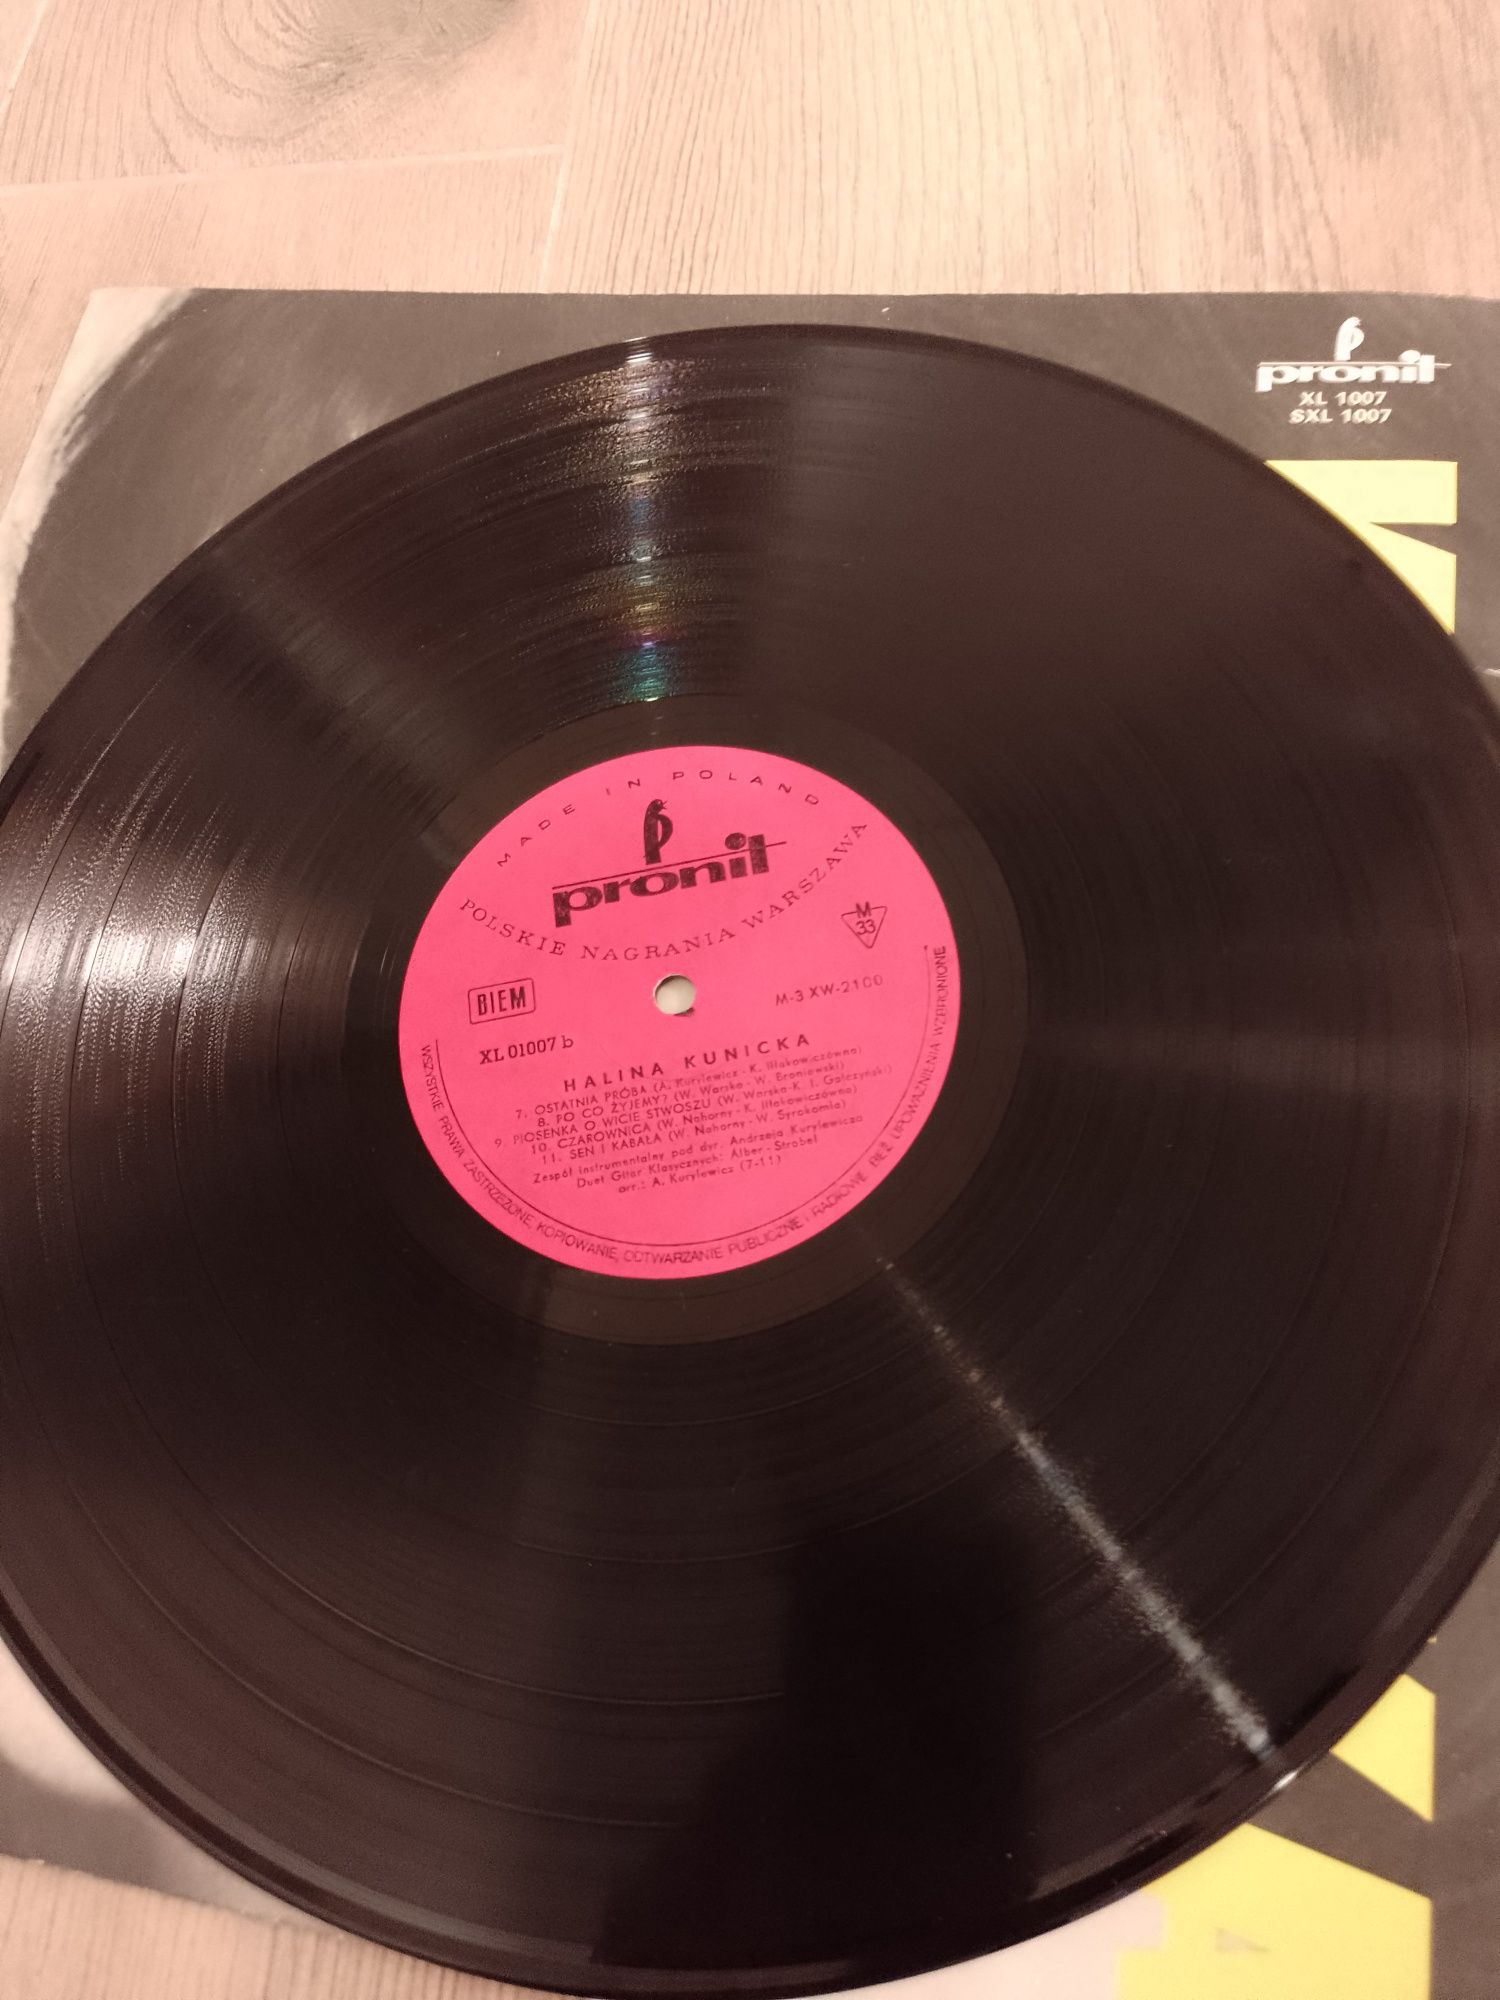 pronit
XL 1007
SXL 1007
MADE IN POLAND
pronit
POLSKIE NAGRANIA WARSZAWA
M
33
BIEM
M-3 XW-2100
XL 01007 b
HALINA KUNICKA
7. OSTATNIA PRÓBA (A. Kurylewicz - K. Iłłakowiczówna)
8. PO CO ŻYJEMY? (W. Warska - W. Broniewski)
9. PIOSENKA O WICIE STWOSZU (W. Warska - K. I. Gałczyński)
10. CZAROWNICA (W. Nahorny - K. Iłłakowiczówna)
11. SEN I KABAŁA (W. Nahorny - W. Syrokomla)
Zespół instrumentalny pod dyr. Andrzeja Kurylewicza
Duet Gitar Klasycznych: Alber - Strobel
arr.: A. Kurylewicz (7-11)
WSZYSTKIE PRAWA ZASTRZEŻONE, KOPIOWANIE, ODTWARZANIE PUBLICZNE i RADIOWE BEZ UPOWAŻNIENIA WZBRONIONE